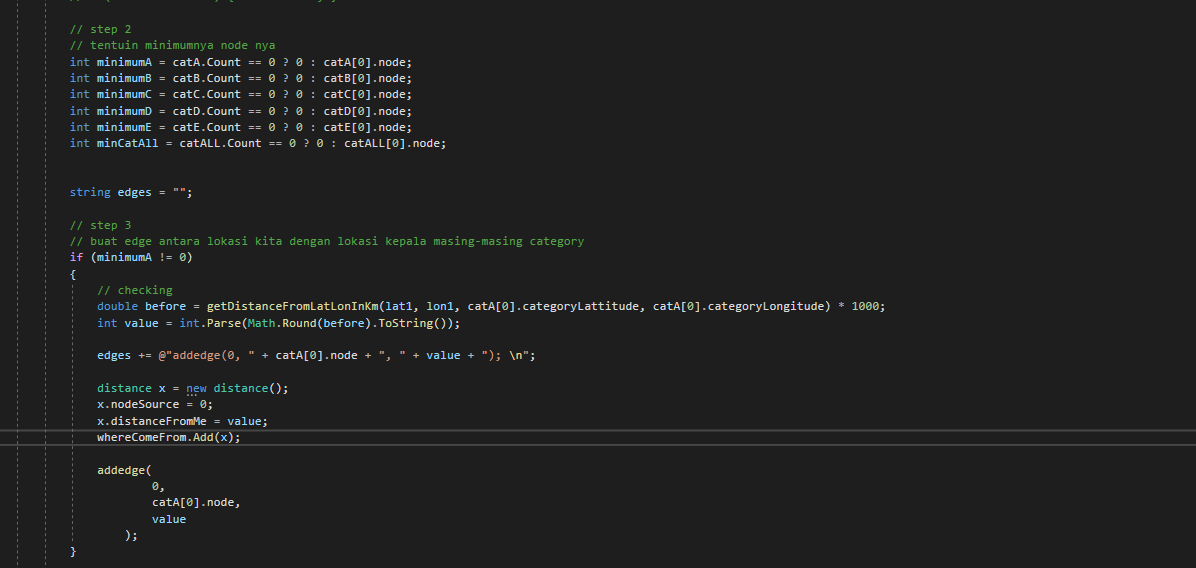 // step 2
// tentuin minimumnya node nya
int minimumA = catA.Count == 0 ? 0 : catA[0].node;
int minimumB = catB.Count == 0 ? 0 : catB[0].node;
int minimumC = catC.Count == 0 ? 0 : catC[0].node;
int minimumD = catD.Count == 0 ? 0 : catD[0].node;
int minimumE = catE.Count == 0 ? 0 : catE[0].node;
int minCatAll = catALL.Count == 0 ? 0 : catALL[0].node;
string edges = "";
// step 3
// buat edge antara lokasi kita dengan lokasi kepala masing-masing category
if (minimumA != 0)
{
// checking
double before = getDistanceFromLatLonInKm(lat1, lon1, catA[0].categoryLattitude, catA[0].categoryLongitude) * 1000;
int value = int.Parse(Math.Round(before).ToString());
edges += @"addedge(0, " + catA[0].node + ", " + value + "); \n";
distance x = new distance();
x.nodeSource = 0;
x.distanceFromMe = value;
whereComeFrom.Add(x);
addedge(
0,
catA[0].node,
value
);
}